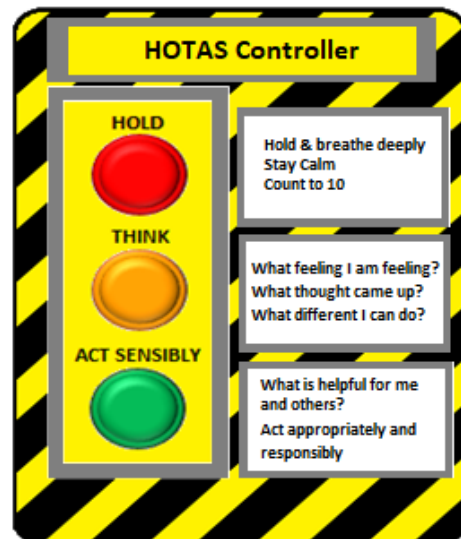 HOTAS Controller
HOLD
Hold & breathe deeply
Stay Calm
Count to 10
THINK
What feeling I am feeling?
What thought came up?
What different I can do?
ACT SENSIBLY
What is helpful for me
and others?
Act appropriately and
responsibly